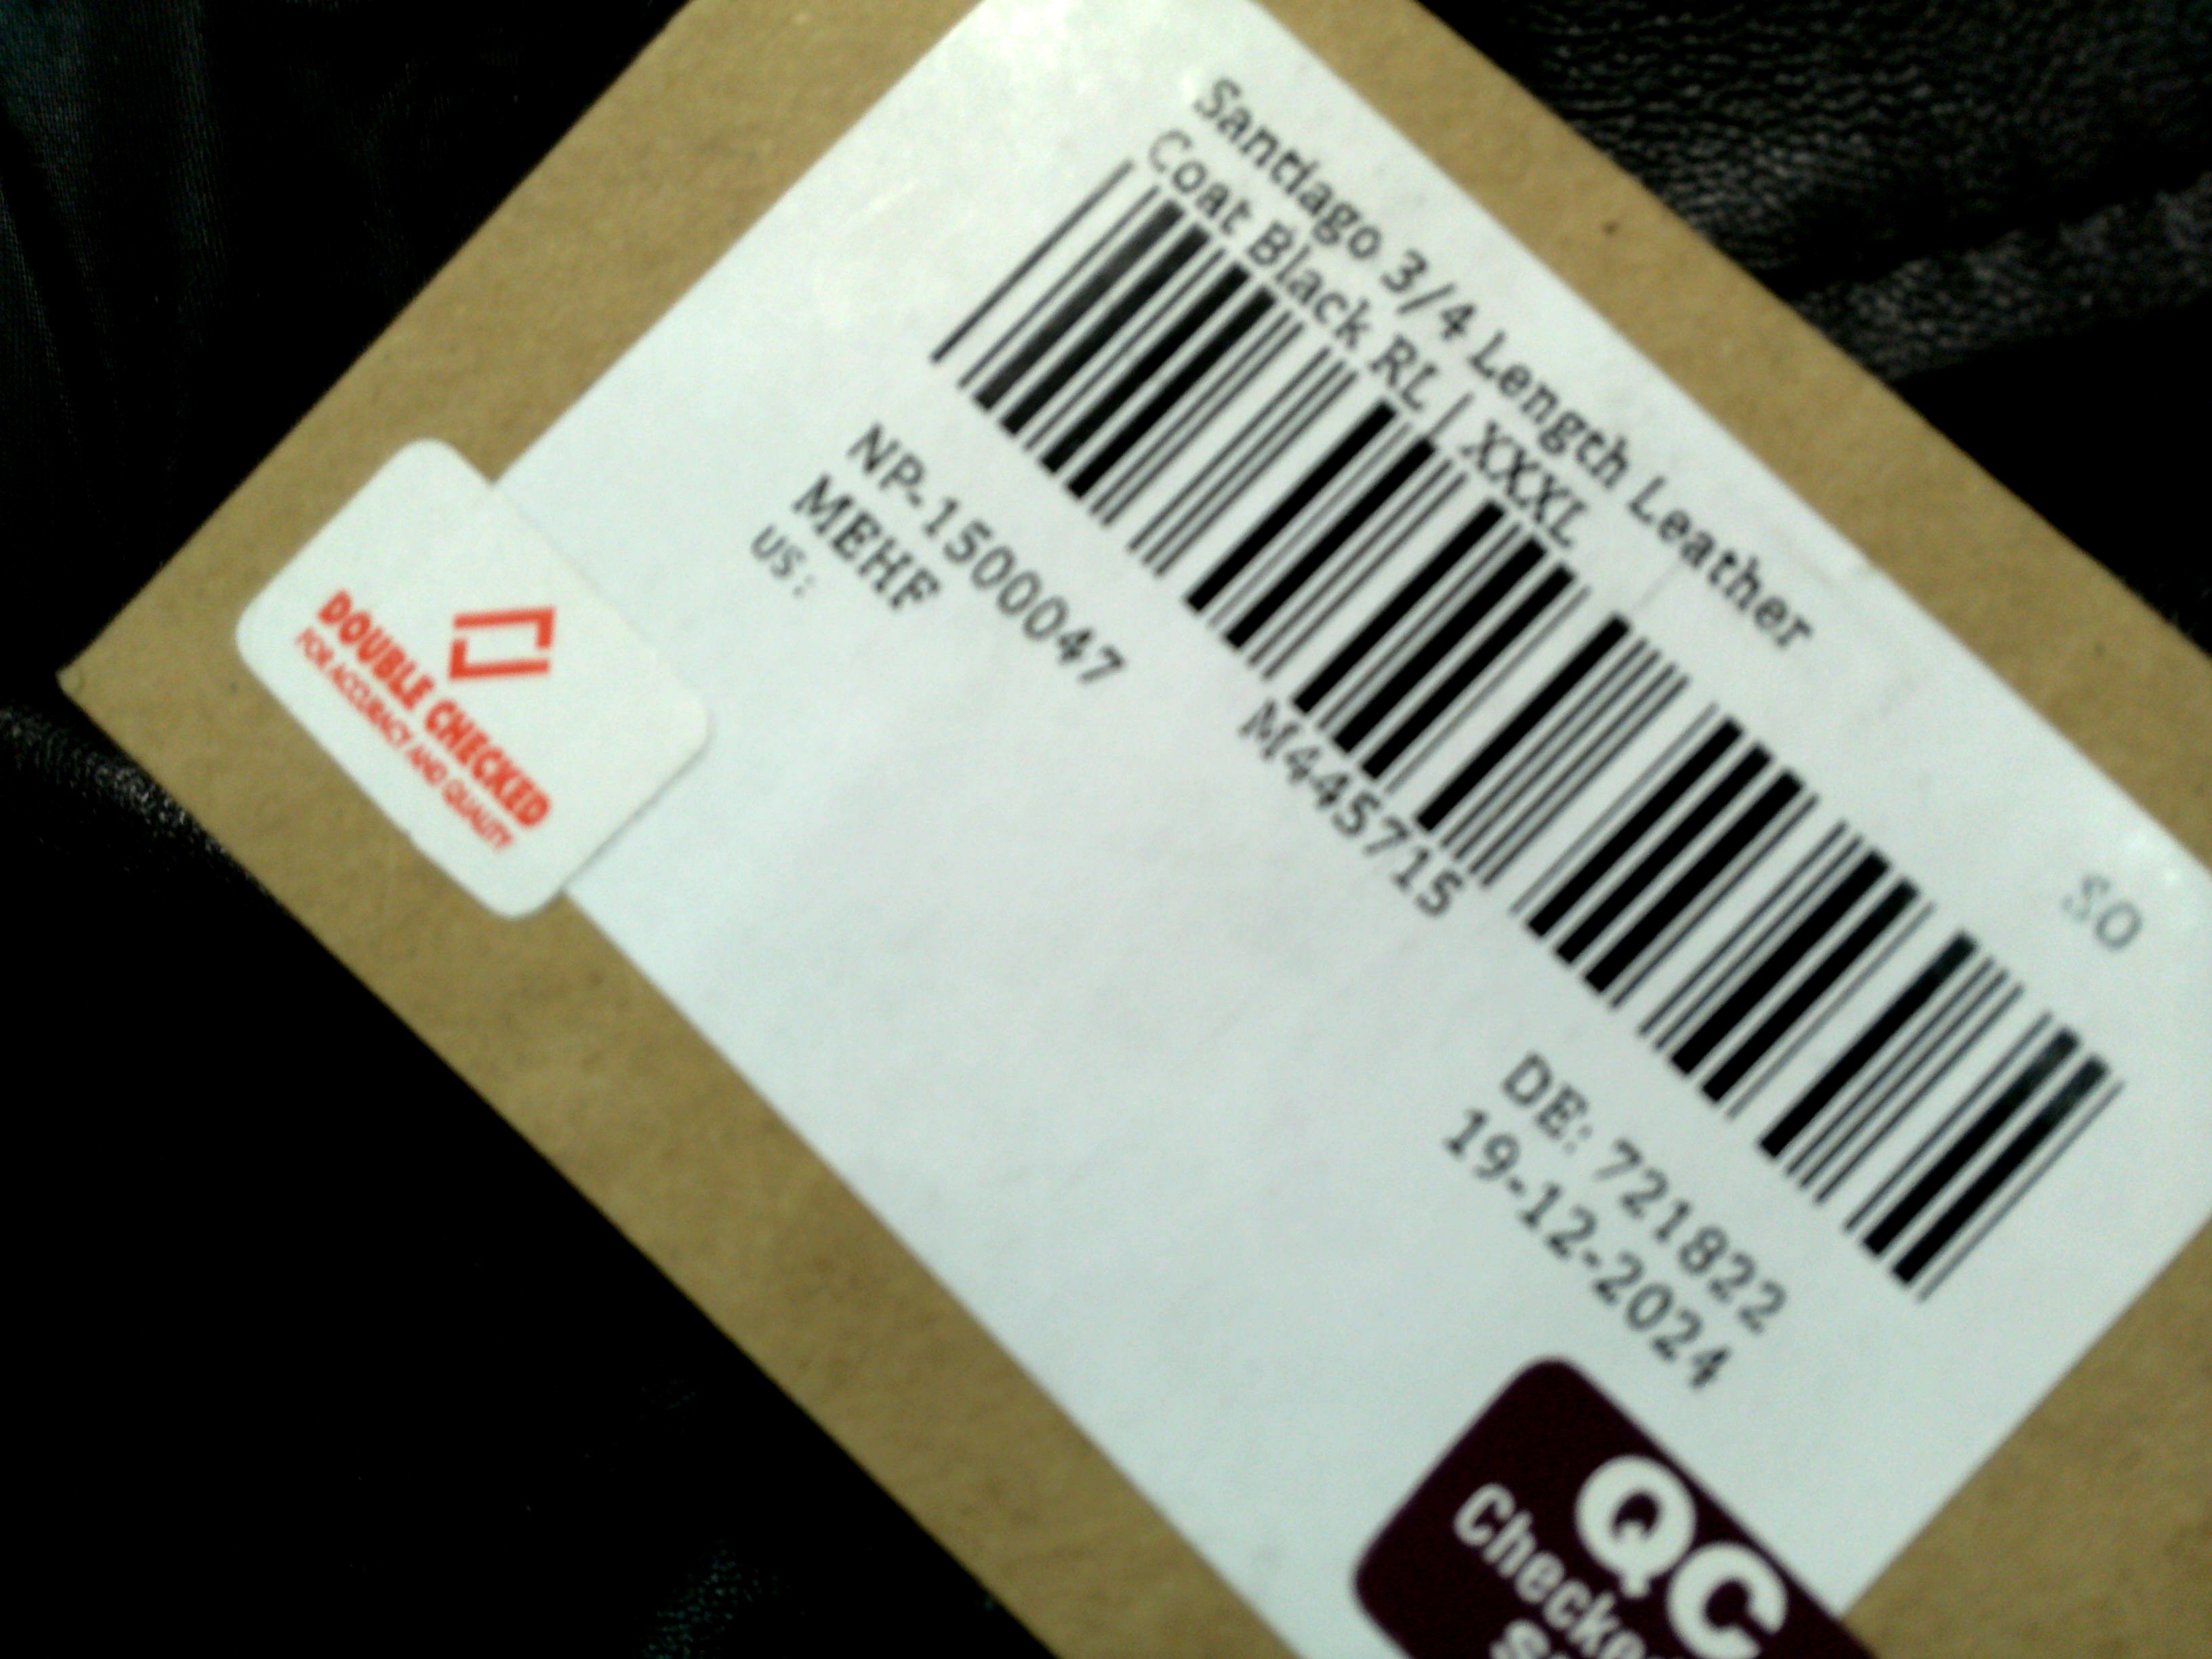 Santiago 3/4 Length Leather
Coat Black RL | XXXL
SO
M445715
NP-1500047
MEHF
US:
DE: 721822
19-12-2024
DOUBLE CHECKED
FOR ACCURACY AND QUALITY
QC